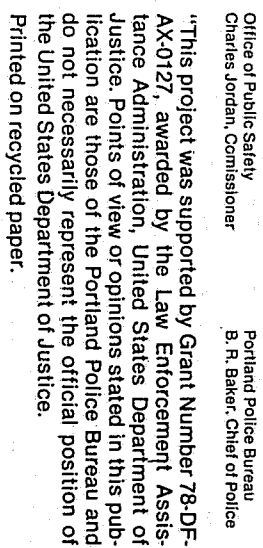 Office of Public Safety
Charles Jordan, Comissioner
Portland Police Bureau
B. R. Baker, Chief of Police
“This project was supported by Grant Number 78-DF-
AX-0127, awarded by the Law Enforcement Assis-
tance Administration, United States Department of
Justice. Points of view or opinions stated in this pub-
lication are those of the Portland Police Bureau and
do not necessarily represent the official position of
the United States Department of Justice.
Printed on recycled paper.